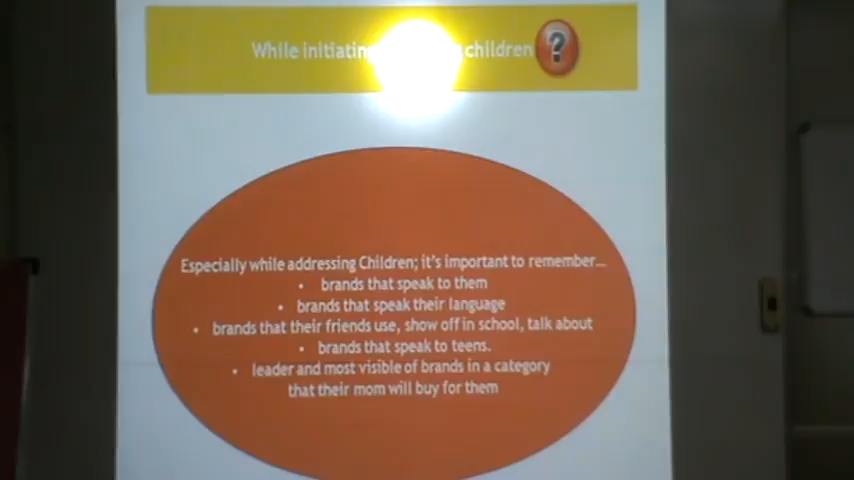 While initiating children ?
Especially while addressing Children; it's important to remember...
• brands that speak to them
• brands that speak their language
• brands that their friends use, show off in school, talk about
• brands that speak to teens.
• leader and most visible of brands in a category
that their mom will buy for them